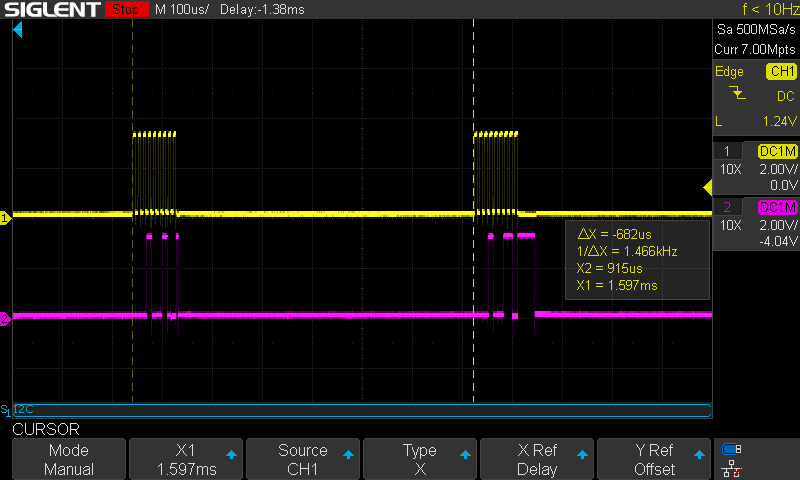 SIGLENT Stop M 100us/ Delay:-1.38ms f < 10Hz
Sa 500MSa/s
Curr 7.00Mpts
Edge CH1
DC
L 1.24V
1 DC1M
10X 2.00V/
0.0V
2 DC1M
10X 2.00V/
-4.04V
1
ΔX = -682us
1/ΔX = 1.466kHz
X2 = 915us
X1 = 1.597ms
2
S1 I2C
CURSOR
Mode X1 Source Type X Ref Y Ref
Manual 1.597ms CH1 X Delay Offset